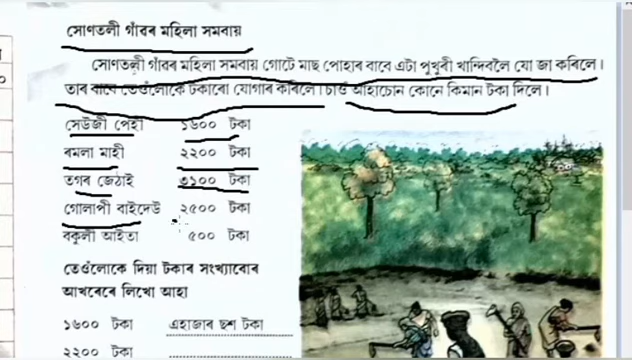 সোণতলী গাঁৱৰ মহিলা সমবায়
সোণতলী গাঁৱৰ মহিলা সমবায় গোটে মাছ পোহাৰ বাবে এটা পুখুৰী খান্দিবলৈ যো জা কৰিলে।
তাৰ বাবে তেওঁলোকে টকাৰো যোগাৰ কৰিলে। চাওঁ আহাচোন কোনে কিমান টকা দিলে।
সেউজী পেহী ১৬০০ টকা
ৰমলা মাহী ২২০০ টকা
তগৰ জেঠাই ৩১০০ টকা
গোলাপী বাইদেউ ২৫০০ টকা
বকুলী আইতা ৫০০ টকা
তেওঁলোকে দিয়া টকাৰ সংখ্যাবোৰ
আখৰেৰে লিখো আহা
১৬০০ টকা এহাজাৰ ছশ টকা
২২০০ টকা